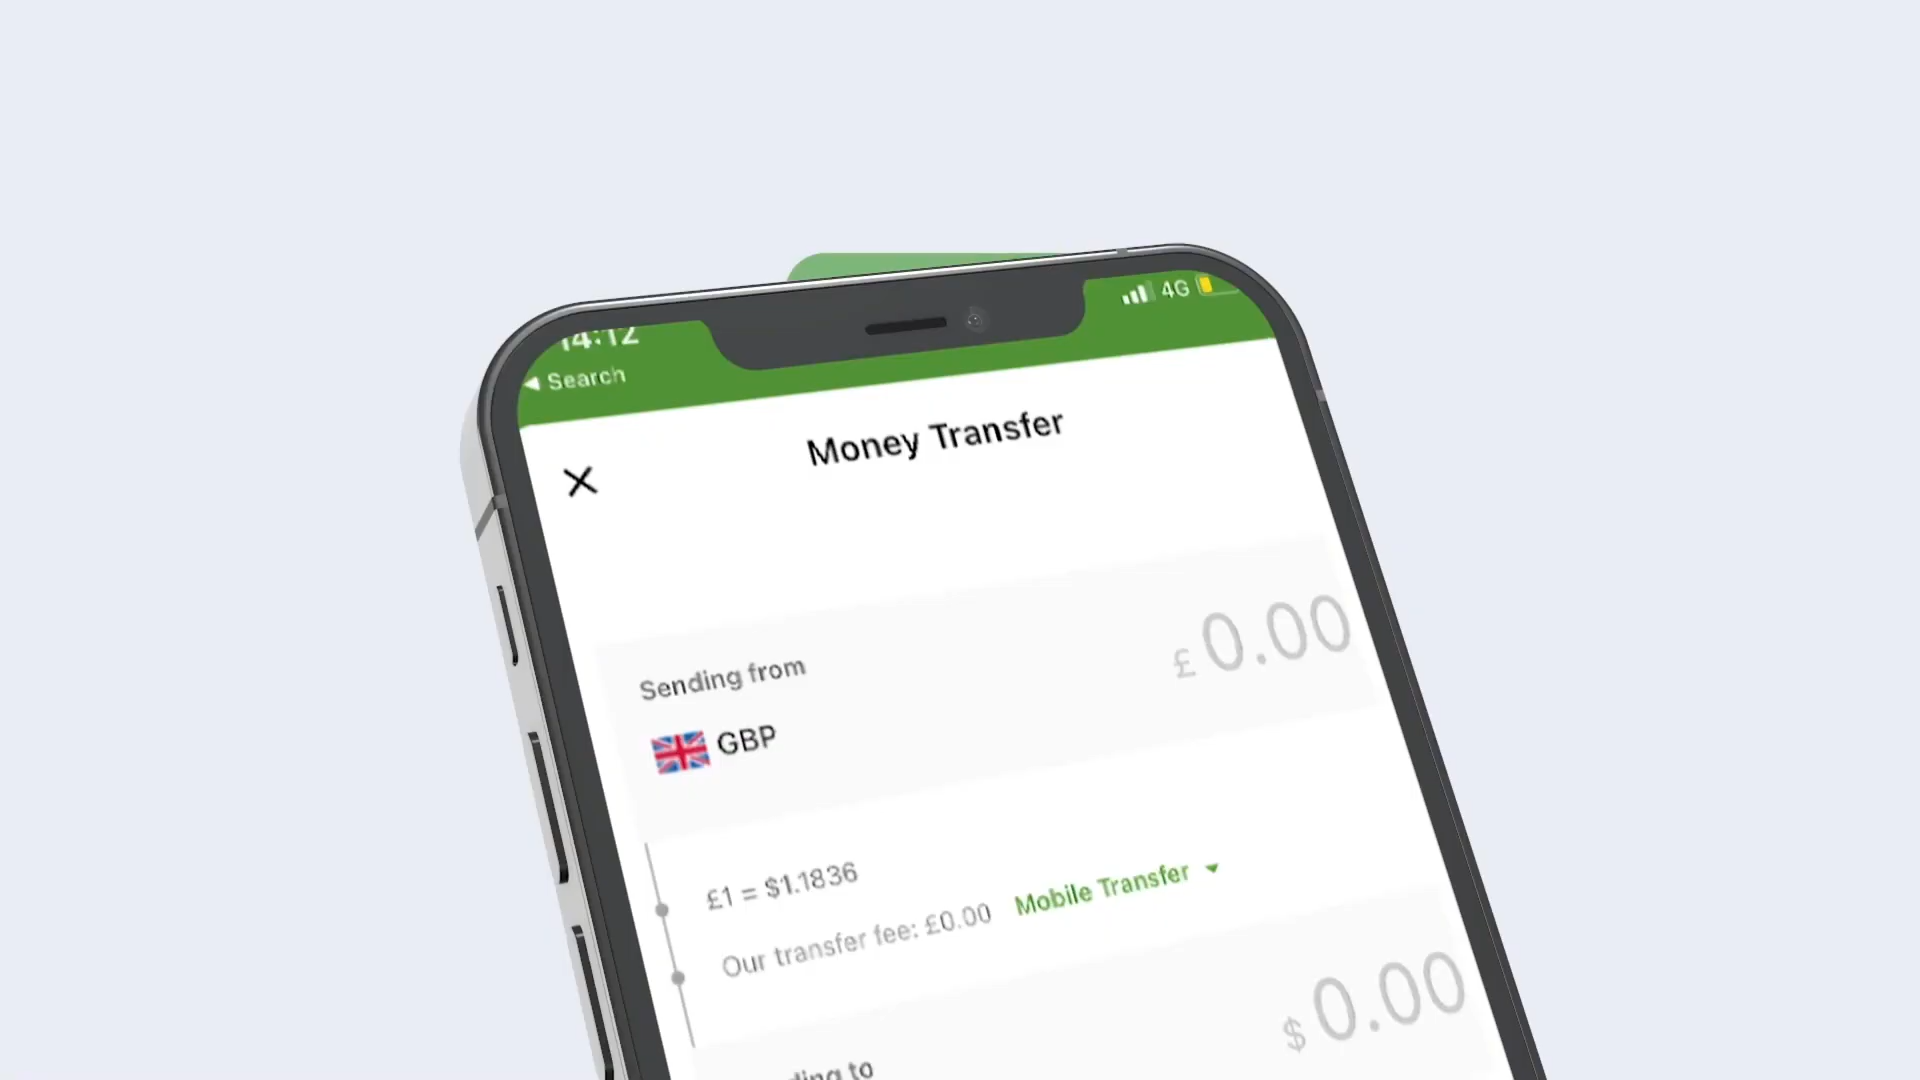 14:12
4G
Search
Money Transfer
£0.00
Sending from
GBP
£1 = $1.1836
Our transfer fee: £0.00 Mobile Transfer
$0.00
to